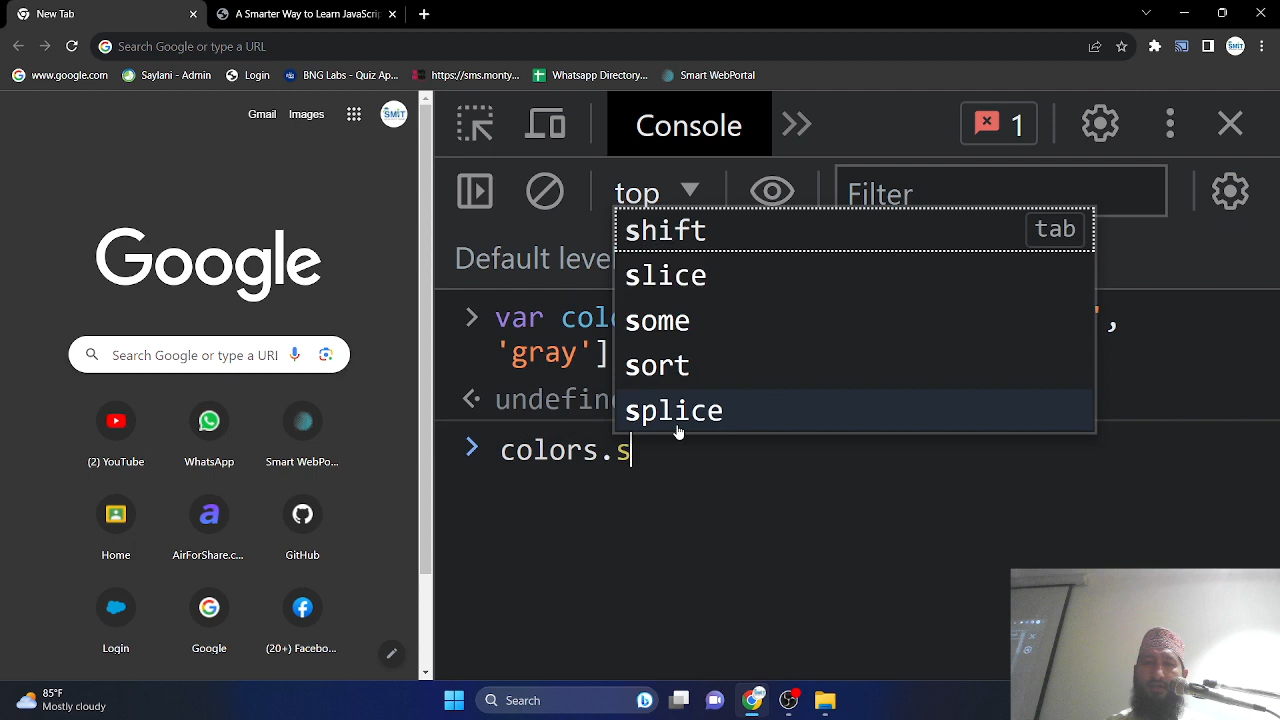 New Tab
A Smarter Way to Learn JavaScrip
Search Google or type a URL
www.google.com
Saylani - Admin
Login
BNG Labs - Quiz Ap...
https://sms.monty...
Whatsapp Directory...
Smrt WebPortal
Gmail
Images
SMIT
Google
Search Google or type a URL
(2) YouTube
WhatsApp
Smart WebPo...
Home
AirForShare.c...
GitHub
Login
Google
(20+) Facebo...
Console
1
top
Filter
Default leve
> var colo
',
'gray']
undefine
> colors.s
shift
tab
slice
some
sort
splice
85°F
Mostly cloudy
Search